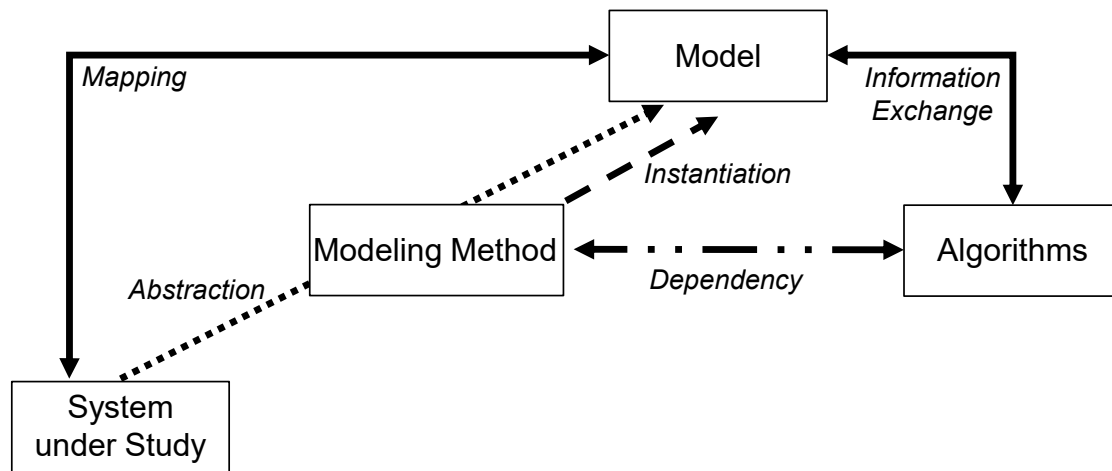 Model
Mapping
Information
Exchange
Instantiation
Modeling Method
Algorithms
Dependency
Abstraction
System
under Study